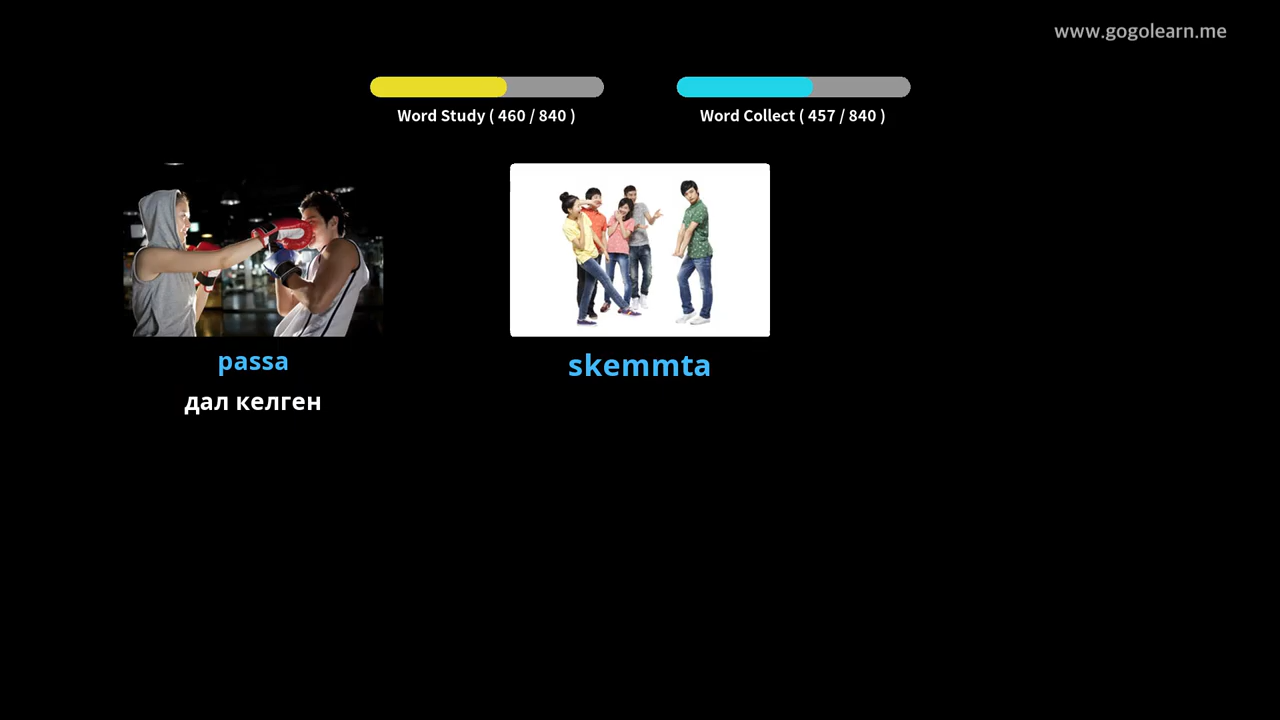 www.gogolearn.me
Word Study ( 460 / 840 )
Word Collect ( 457 / 840 )
passa
дал келген
skemmta